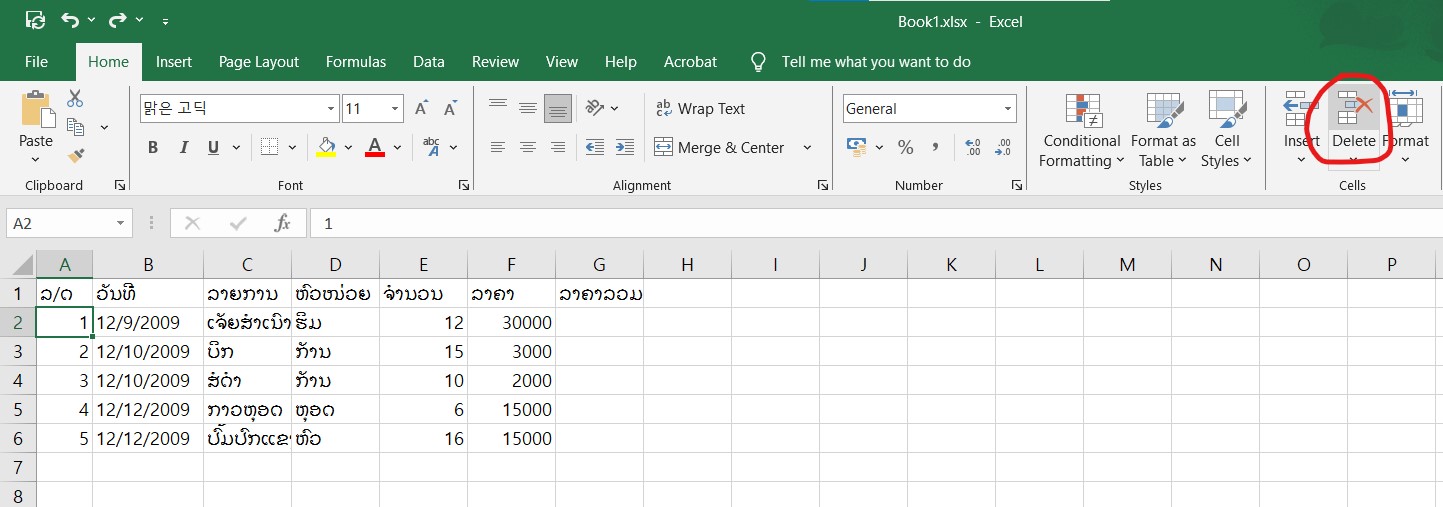 Book1.xlsx - Excel
File Home Insert Page Layout Formulas Data Review View Help Acrobat Tell me what you want to do
맑은 고딕 11 A A ab Wrap Text General
Paste Conditional Format as Cell Insert Delete Format
B I U A abc Merge & Center % , .0 .00
Formatting Table Styles
Clipboard Font Alignment Number Styles Cells
A2 fx 1
A B C D E F G H I J K L M N O P
1 ລ/ດ ວັນທີ ລາຍການ ຫົວໜ່ວຍ ຈຳນວນ ລາຄາ ລາຄາລວມ
2 1 12/9/2009 ເຈັຍສຳເນົາ ຮິມ 12 30000
3 2 12/10/2009 ບິກ ກ້ານ 15 3000
4 3 12/10/2009 ສໍດຳ ກ້ານ 10 2000
5 4 12/12/2009 ກາວຫຼອດ ຫຼອດ 6 15000
6 5 12/12/2009 ປຶ້ມປົກແຂ ຫົວ 16 15000
7
8